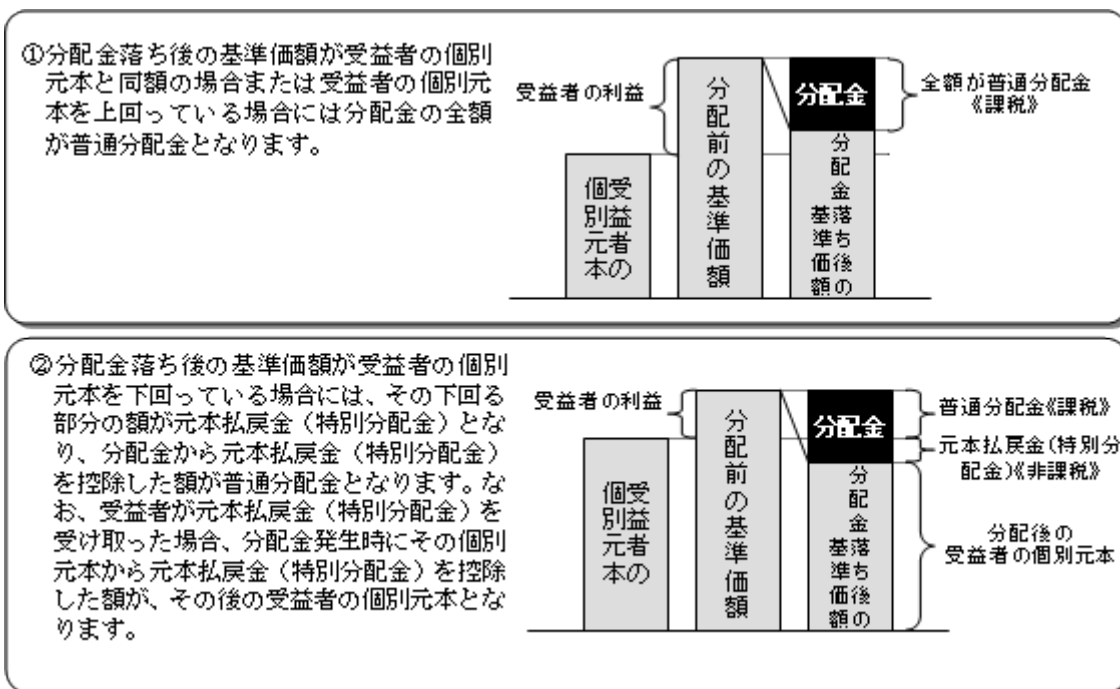 ①分配金落ち後の基準価額が受益者の個別
元本と同額の場合または受益者の個別元
本を上回っている場合には分配金の全額
が普通分配金となります。
受益者の利益
個別元本
受益者の
分配前の基準価額
分配金
分配金落ち後の
基準価額
全額が普通分配金
《課税》
②分配金落ち後の基準価額が受益者の個別
元本を下回っている場合には、その下回る
部分の額が元本払戻金（特別分配金）とな
り、分配金から元本払戻金（特別分配金）
を控除した額が普通分配金となります。な
お、受益者が元本払戻金（特別分配金）を
受け取った場合、分配金発生時にその個別
元本から元本払戻金（特別分配金）を控除
した額が、その後の受益者の個別元本とな
ります。
受益者の利益
受益者の
個別元本
分配前の基準価額
分配金
分配金落ち後の
基準価額
普通分配金《課税》
元本払戻金(特別分
配金)《非課税》
分配後の
受益者の個別元本